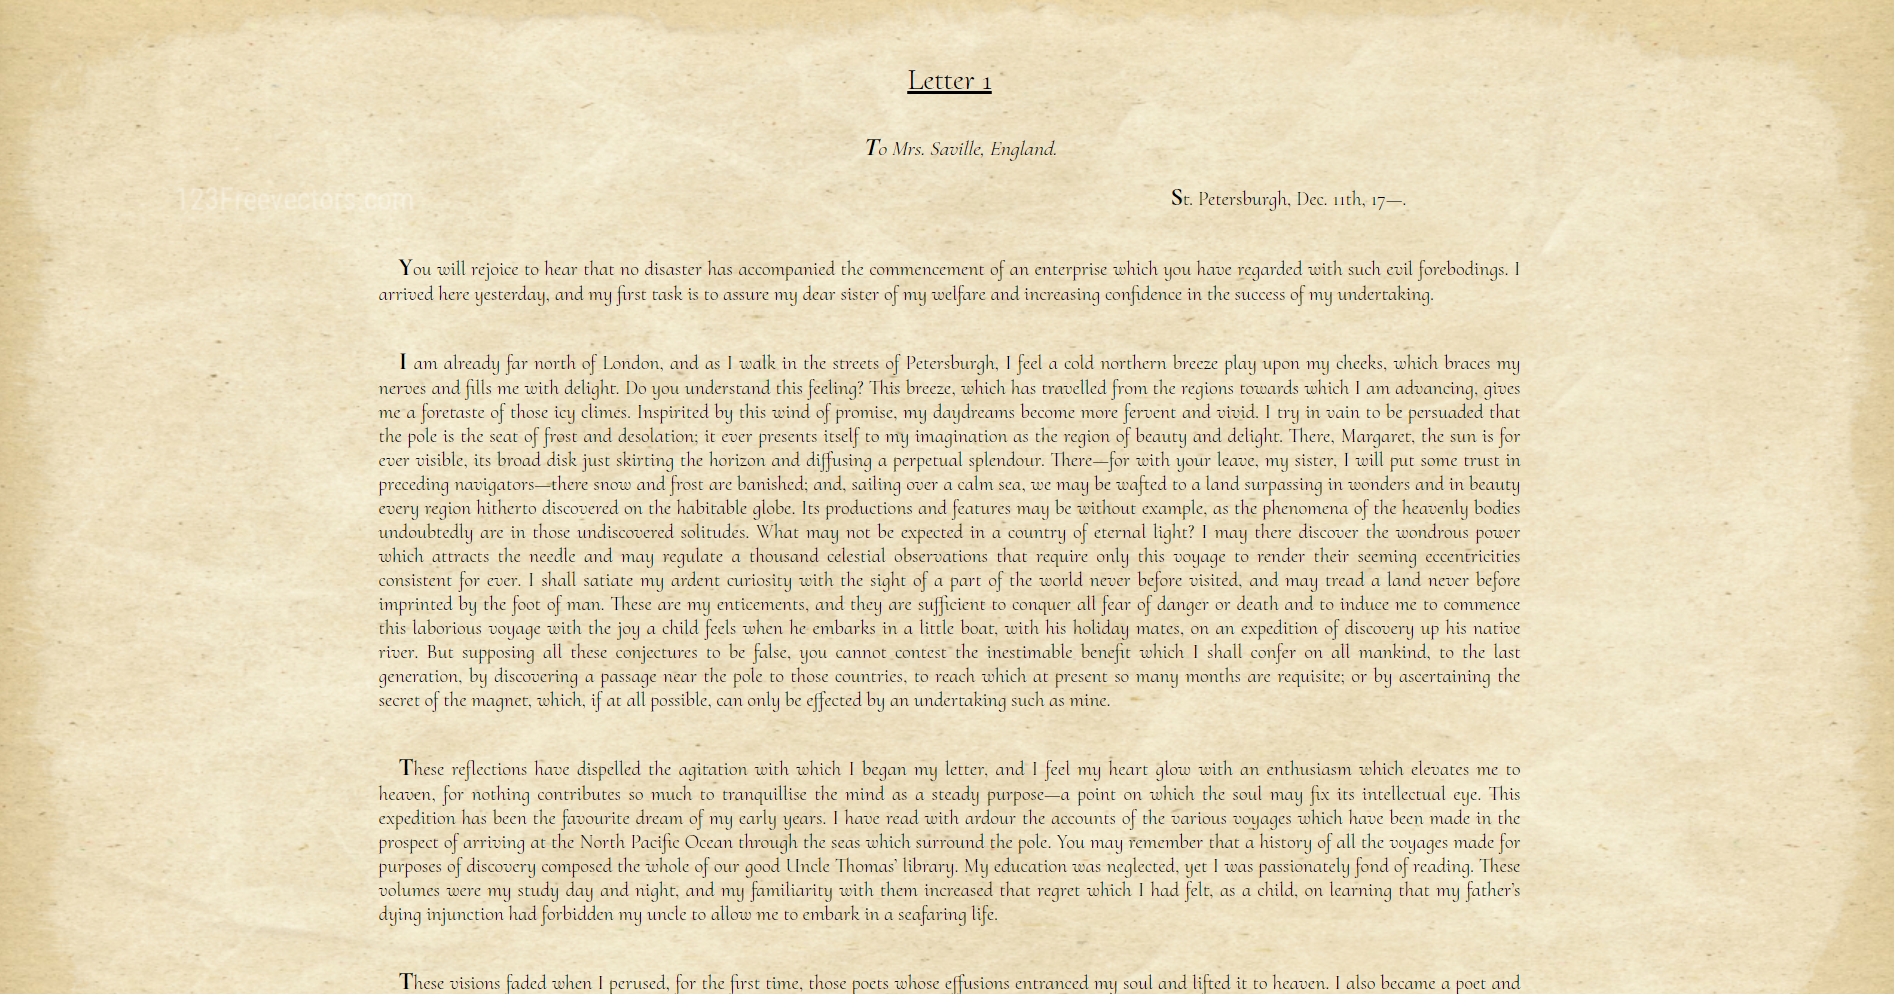 Letter 1
To Mrs. Saville, England.
123Freevectors.com
St. Petersburgh, Dec. 11th, 17—.
You will rejoice to hear that no disaster has accompanied the commencement of an enterprise which you have regarded with such evil forebodings. I
arrived here yesterday, and my first task is to assure my dear sister of my welfare and increasing confidence in the success of my undertaking.
I am already far north of London, and as I walk in the streets of Petersburgh, I feel a cold northern breeze play upon my cheeks, which braces my
nerves and fills me with delight. Do you understand this feeling? This breeze, which has travelled from the regions towards which I am advancing, gives
me a foretaste of those icy climes. Inspirited by this wind of promise, my daydreams become more fervent and vivid. I try in vain to be persuaded that
the pole is the seat of frost and desolation; it ever presents itself to my imagination as the region of beauty and delight. There, Margaret, the sun is for
ever visible, its broad disk just skirting the horizon and diffusing a perpetual splendour. There—for with your leave, my sister, I will put some trust in
preceding navigators—there snow and frost are banished; and, sailing over a calm sea, we may be wafted to a land surpassing in wonders and in beauty
every region hitherto discovered on the habitable globe. Its productions and features may be without example, as the phenomena of the heavenly bodies
undoubtedly are in those undiscovered solitudes. What may not be expected in a country of eternal light? I may there discover the wondrous power
which attracts the needle and may regulate a thousand celestial observations that require only this voyage to render their seeming eccentricities
consistent for ever. I shall satiate my ardent curiosity with the sight of a part of the world never before visited, and may tread a land never before
imprinted by the foot of man. These are my enticements, and they are sufficient to conquer all fear of danger or death and to induce me to commence
this laborious voyage with the joy a child feels when he embarks in a little boat, with his holiday mates, on an expedition of discovery up his native
river. But supposing all these conjectures to be false, you cannot contest the inestimable benefit which I shall confer on all mankind, to the last
generation, by discovering a passage near the pole to those countries, to reach which at present so many months are requisite; or by ascertaining the
secret of the magnet, which, if at all possible, can only be effected by an undertaking such as mine.
These reflections have dispelled the agitation with which I began my letter, and I feel my heart glow with an enthusiasm which elevates me to
heaven, for nothing contributes so much to tranquillise the mind as a steady purpose—a point on which the soul may fix its intellectual eye. This
expedition has been the favourite dream of my early years. I have read with ardour the accounts of the various voyages which have been made in the
prospect of arriving at the North Pacific Ocean through the seas which surround the pole. You may remember that a history of all the voyages made for
purposes of discovery composed the whole of our good Uncle Thomas’ library. My education was neglected, yet I was passionately fond of reading. These
volumes were my study day and night, and my familiarity with them increased that regret which I had felt, as a child, on learning that my father’s
dying injunction had forbidden my uncle to allow me to embark in a seafaring life.
These visions faded when I perused, for the first time, those poets whose effusions entranced my soul and lifted it to heaven. I also became a poet and